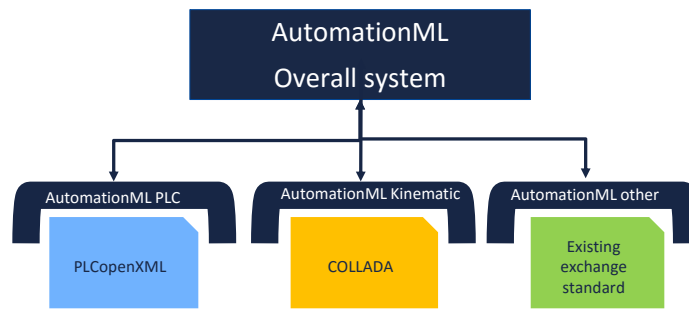 AutomationML
Overall system
AutomationML PLC
AutomationML Kinematic
AutomationML other
PLCopenXML
COLLADA
Existing
exchange
standard